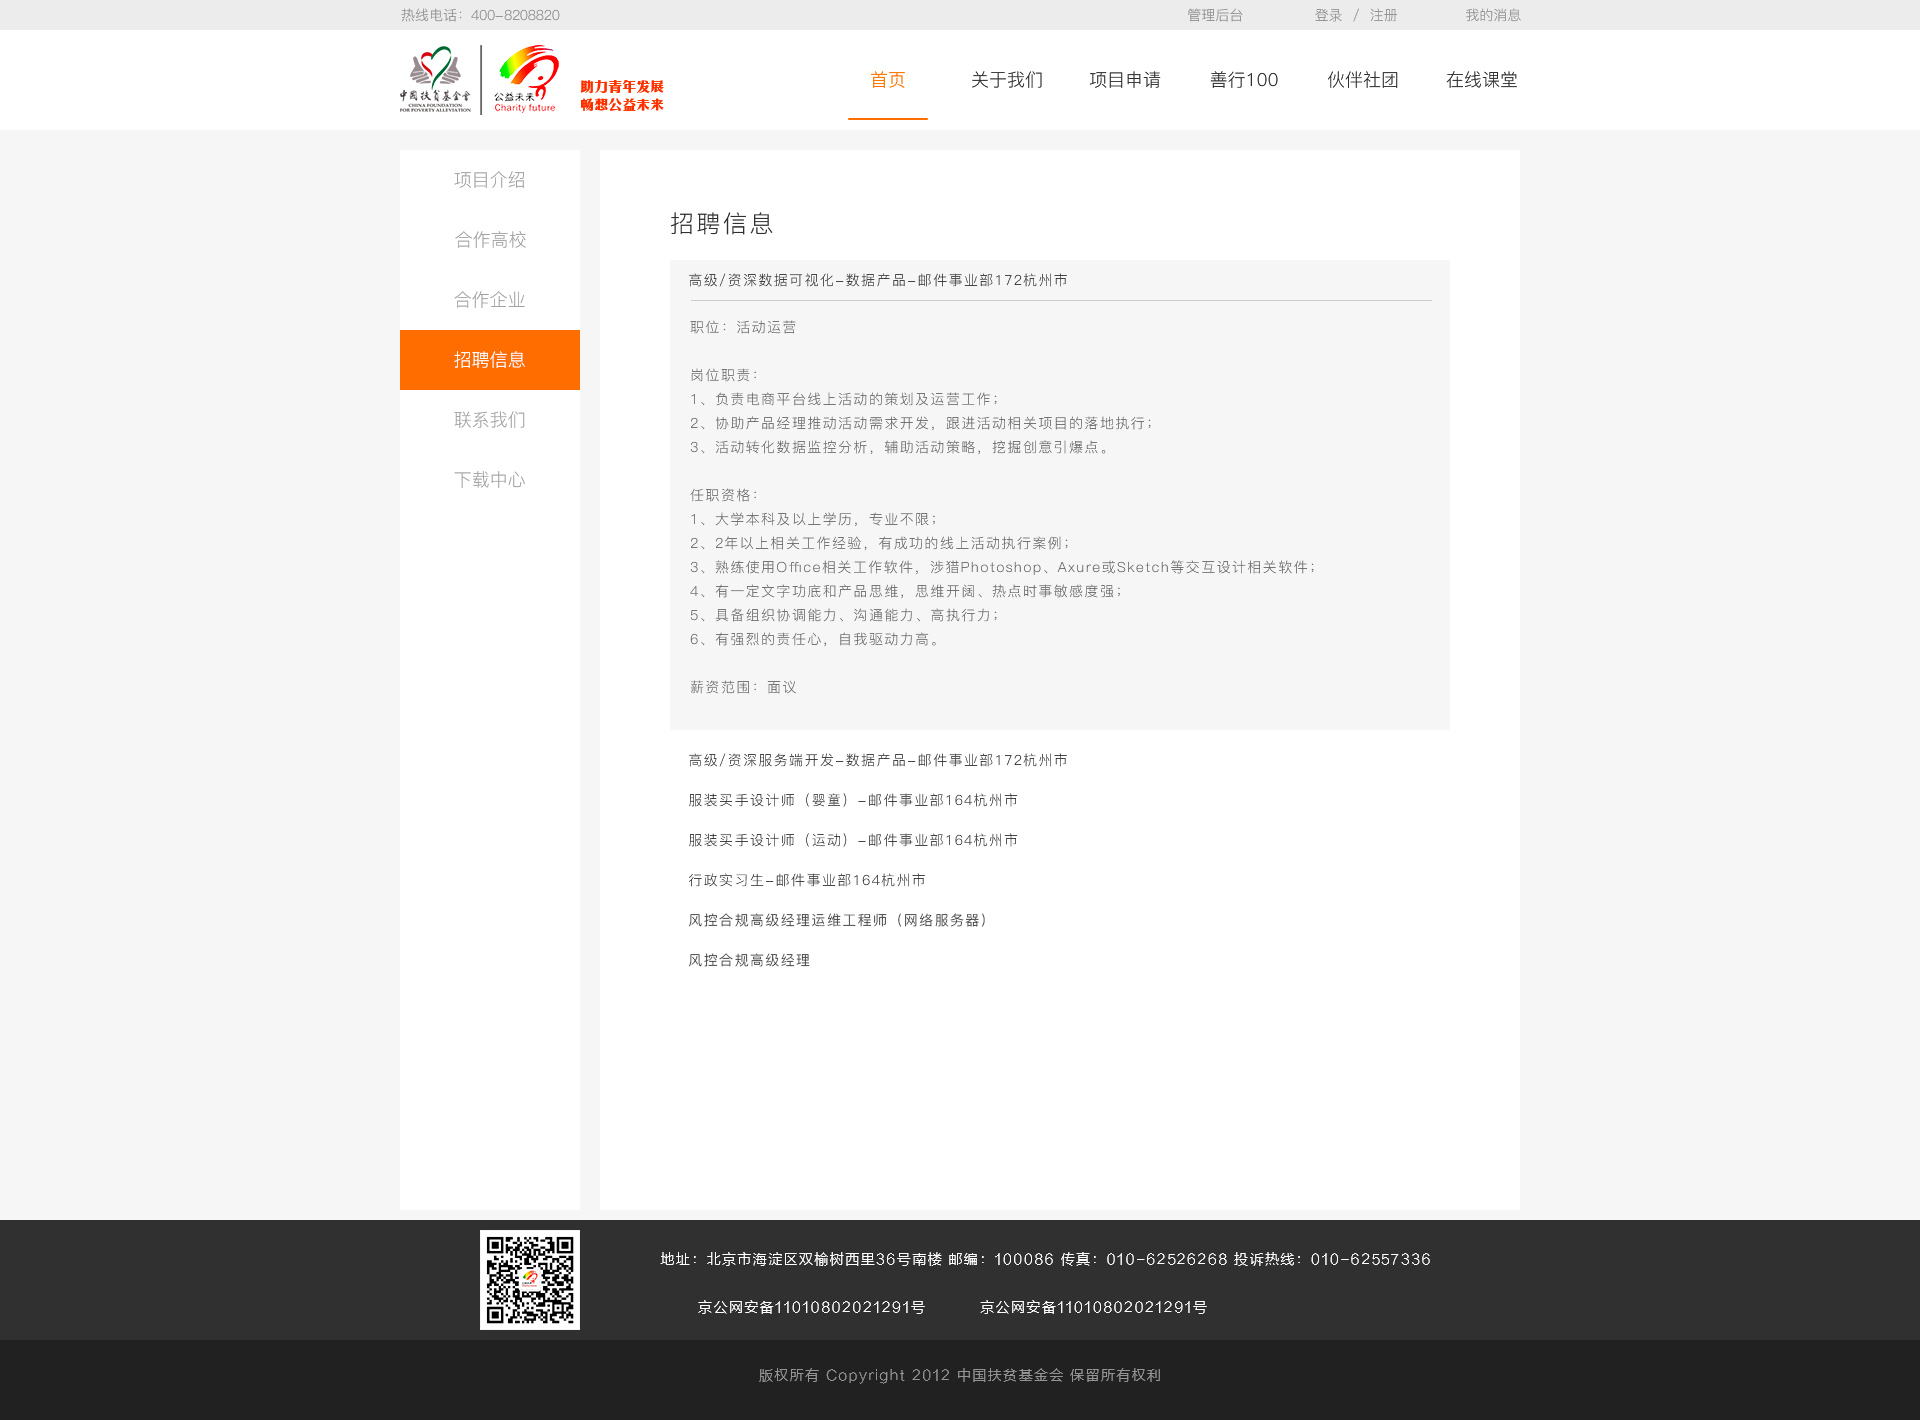 热线电话：400-8208820
管理后台
登录 / 注册
我的消息
中国扶贫基金会
CHINA FOUNDATION
FOR POVERTY ALLEVIATION
公益未来
Charity future
助力青年发展
畅想公益未来
首页
关于我们
项目申请
善行100
伙伴社团
在线课堂
项目介绍
合作高校
合作企业
招聘信息
联系我们
下载中心
招聘信息
高级/资深数据可视化-数据产品-邮件事业部172杭州市
职位：活动运营
岗位职责：
1、负责电商平台线上活动的策划及运营工作；
2、协助产品经理推动活动需求开发，跟进活动相关项目的落地执行；
3、活动转化数据监控分析，辅助活动策略，挖掘创意引爆点。
任职资格：
1、大学本科及以上学历，专业不限；
2、2年以上相关工作经验，有成功的线上活动执行案例；
3、熟练使用Office相关工作软件，涉猎Photoshop、Axure或Sketch等交互设计相关软件；
4、有一定文字功底和产品思维，思维开阔、热点时事敏感度强；
5、具备组织协调能力、沟通能力、高执行力；
6、有强烈的责任心，自我驱动力高。
薪资范围：面议
高级/资深服务端开发-数据产品-邮件事业部172杭州市
服装买手设计师（婴童）-邮件事业部164杭州市
服装买手设计师（运动）-邮件事业部164杭州市
行政实习生-邮件事业部164杭州市
风控合规高级经理运维工程师（网络服务器）
风控合规高级经理
地址：北京市海淀区双榆树西里36号南楼 邮编：100086 传真：010-62526268 投诉热线：010-62557336
京公网安备11010802021291号
京公网安备11010802021291号
版权所有 Copyright 2012 中国扶贫基金会 保留所有权利